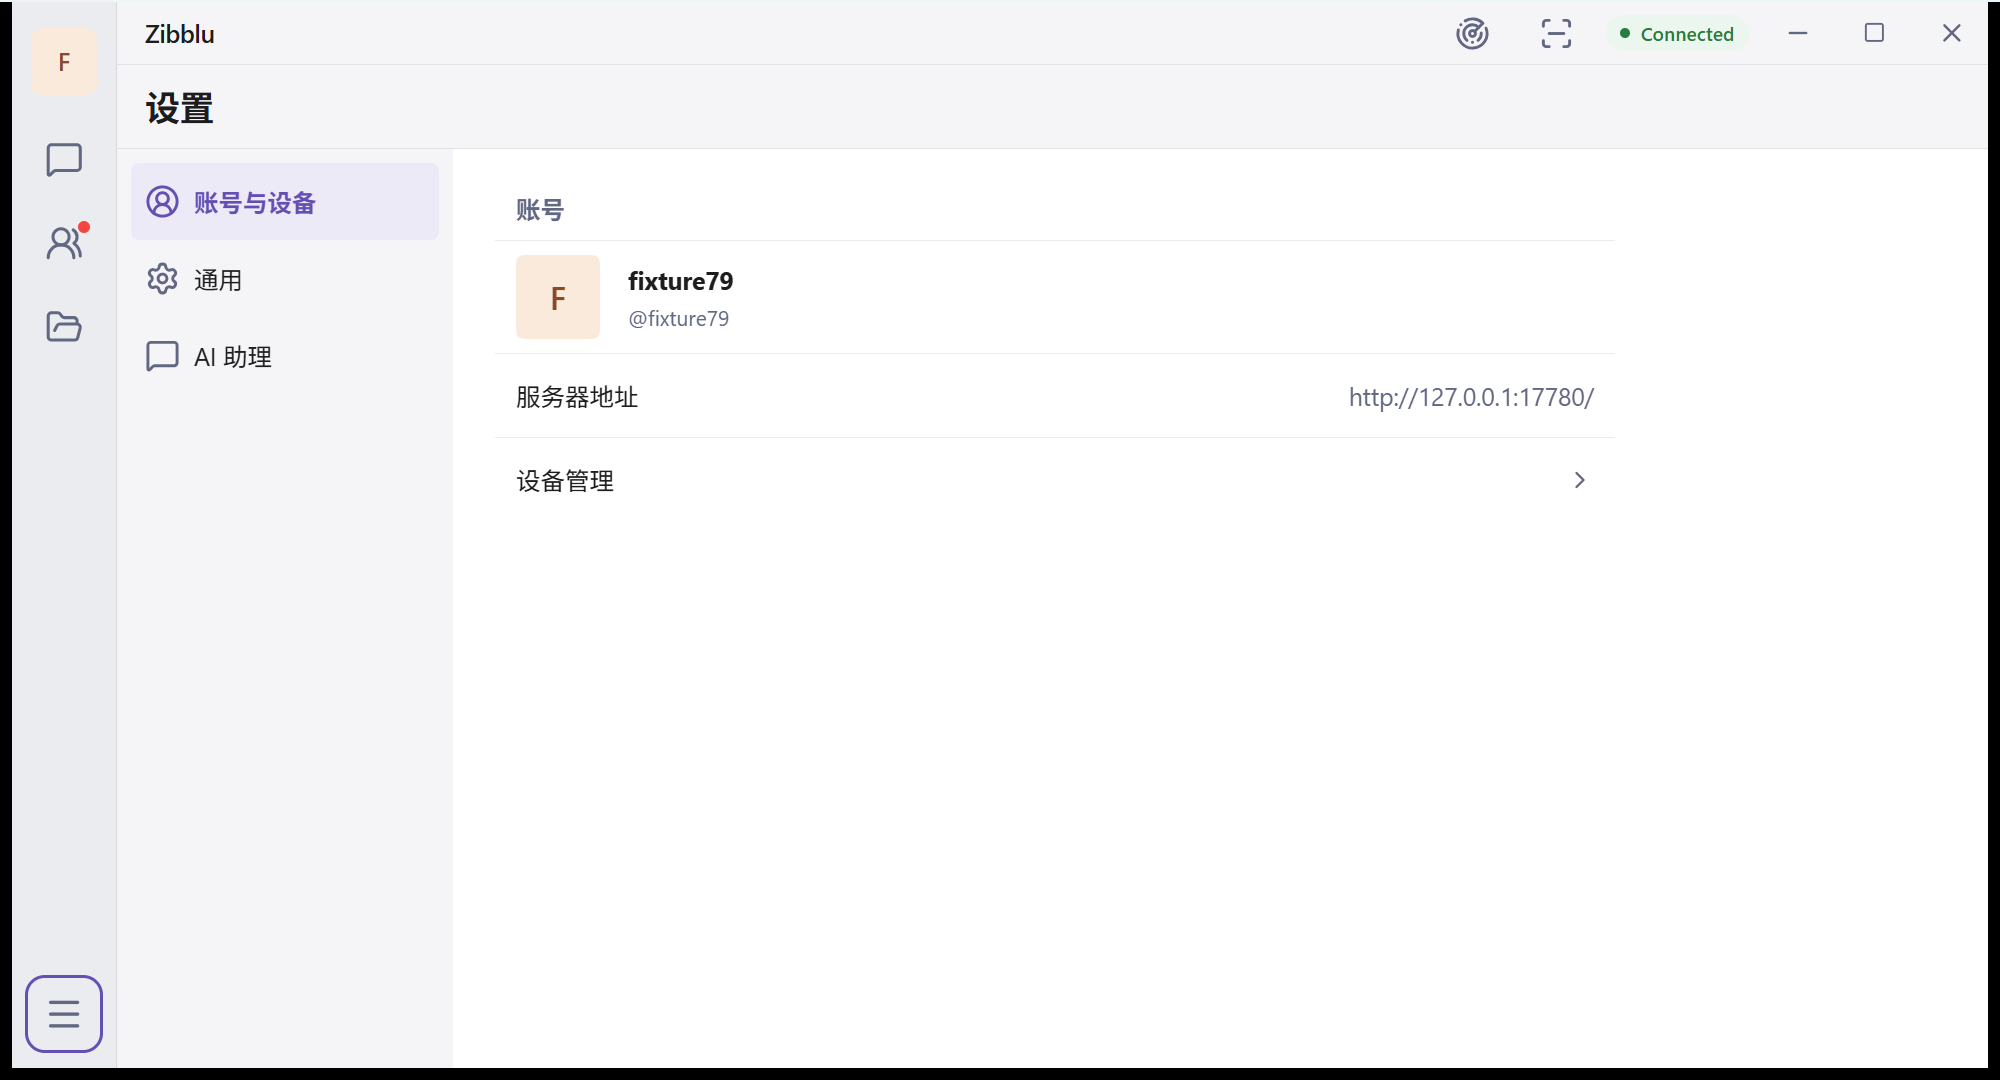 F
Zibblu
Connected
设置
账号与设备
通用
AI 助理
账号
F
fixture79
@fixture79
服务器地址
http://127.0.0.1:17780/
设备管理